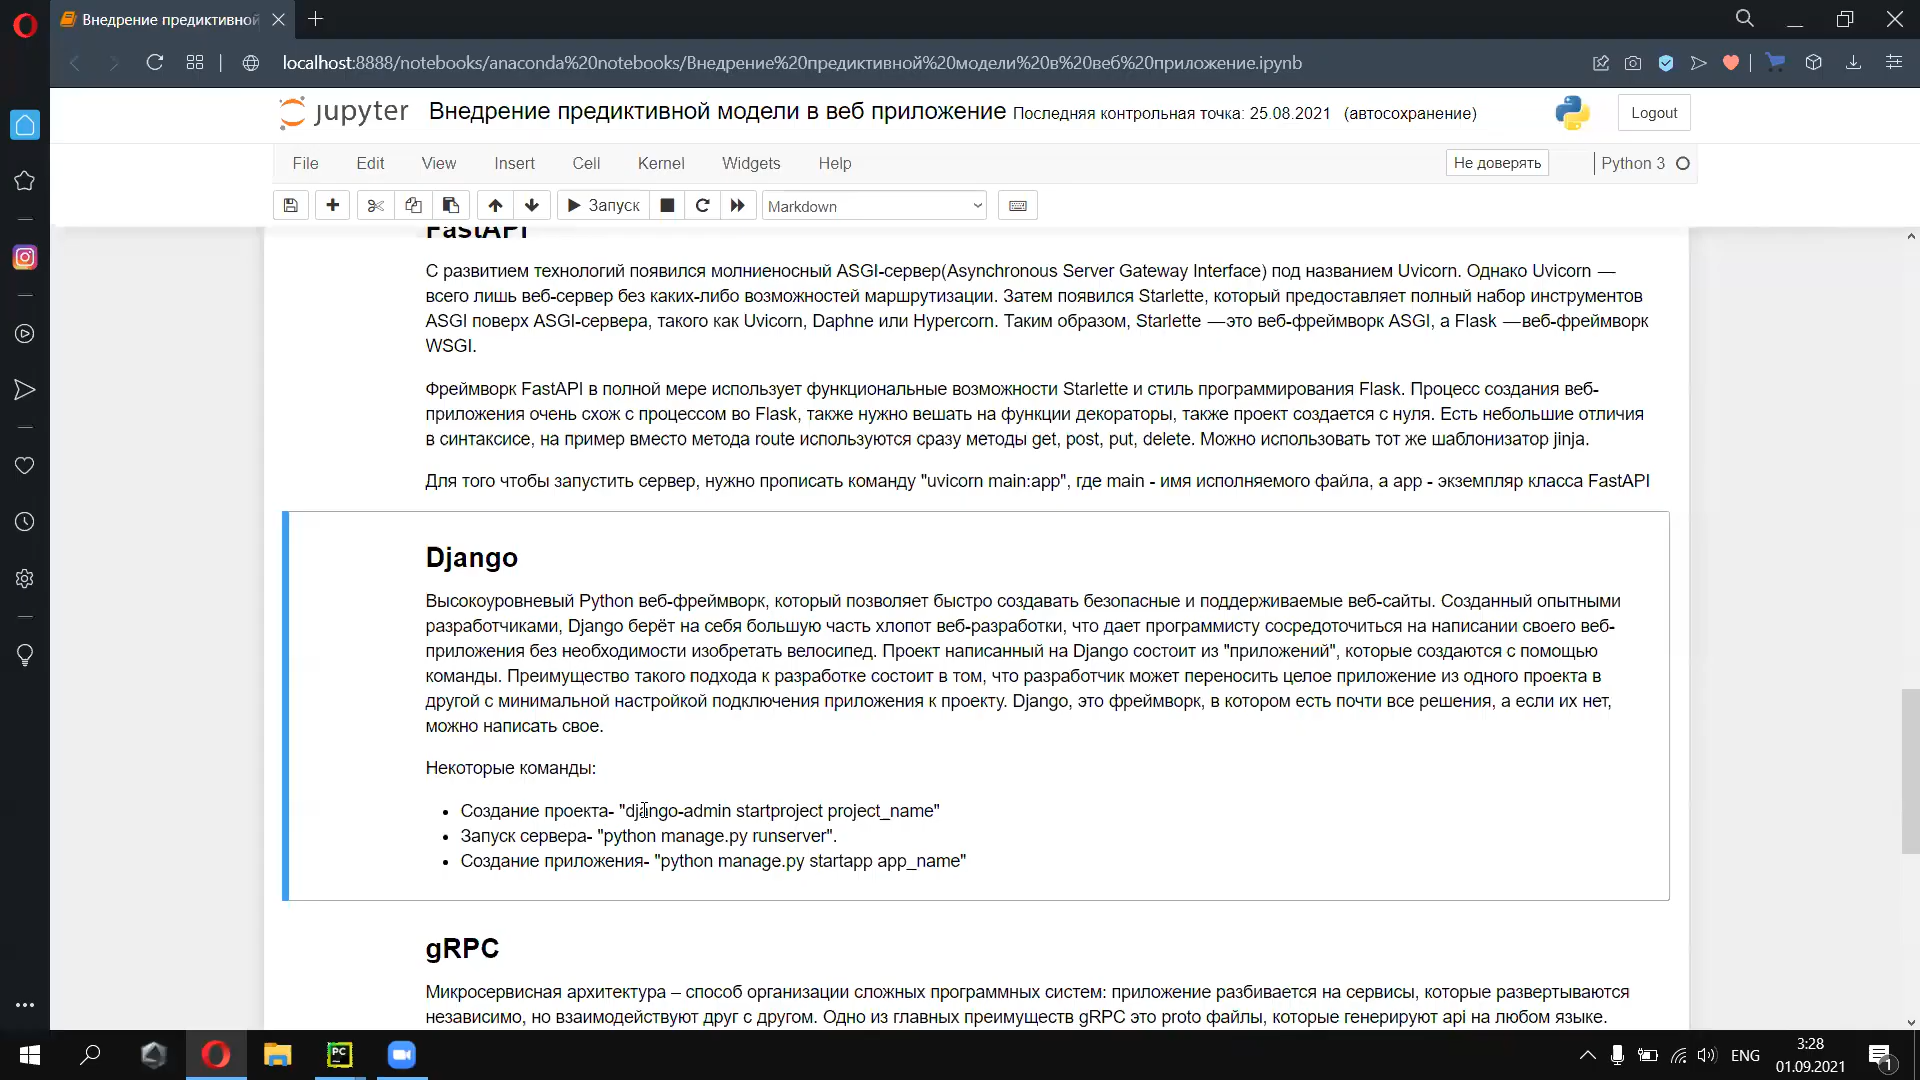 Внедрение предиктивной
localhost:8888/notebooks/anaconda%20notebooks/Внедрение%20предиктивной%20модели%20в%20веб%20приложение.ipynb
jupyter Внедрение предиктивной модели в веб приложение Последняя контрольная точка: 25.08.2021 (автосохранение)
Logout
File Edit View Insert Cell Kernel Widgets Help
Не доверять
Python 3
Запуск
Markdown
FastAPI
С развитием технологий появился молниеносный ASGI-сервер(Asynchronous Server Gateway Interface) под названием Uvicorn. Однако Uvicorn —
всего лишь веб-сервер без каких-либо возможностей маршрутизации. Затем появился Starlette, который предоставляет полный набор инструментов
ASGI поверх ASGI-сервера, такого как Uvicorn, Daphne или Hypercorn. Таким образом, Starlette —это веб-фреймворк ASGI, а Flask —веб-фреймворк
WSGI.
Фреймворк FastAPI в полной мере использует функциональные возможности Starlette и стиль программирования Flask. Процесс создания веб-
приложения очень схож с процессом во Flask, также нужно вешать на функции декораторы, также проект создается с нуля. Есть небольшие отличия
в синтаксисе, на пример вместо метода route используются сразу методы get, post, put, delete. Можно использовать тот же шаблонизатор jinja.
Для того чтобы запустить сервер, нужно прописать команду "uvicorn main:app", где main - имя исполняемого файла, а app - экземпляр класса FastAPI
Django
Высокоуровневый Python веб-фреймворк, который позволяет быстро создавать безопасные и поддерживаемые веб-сайты. Созданный опытными
разработчиками, Django берёт на себя большую часть хлопот веб-разработки, что дает программисту сосредоточиться на написании своего веб-
приложения без необходимости изобретать велосипед. Проект написанный на Django состоит из "приложений", которые создаются с помощью
команды. Преимущество такого подхода к разработке состоит в том, что разработчик может переносить целое приложение из одного проекта в
другой с минимальной настройкой подключения приложения к проекту. Django, это фреймворк, в котором есть почти все решения, а если их нет,
можно написать свое.
Некоторые команды:
Создание проекта- "django-admin startproject project_name"
Запуск сервера- "python manage.py runserver".
Создание приложения- "python manage.py startapp app_name"
gRPC
Микросервисная архитектура – способ организации сложных программных систем: приложение разбивается на сервисы, которые развертываются
независимо, но взаимодействуют друг с другом. Одно из главных преимуществ gRPC это proto файлы, которые генерируют api на любом языке.
PC
ENG
3:28
01.09.2021
1